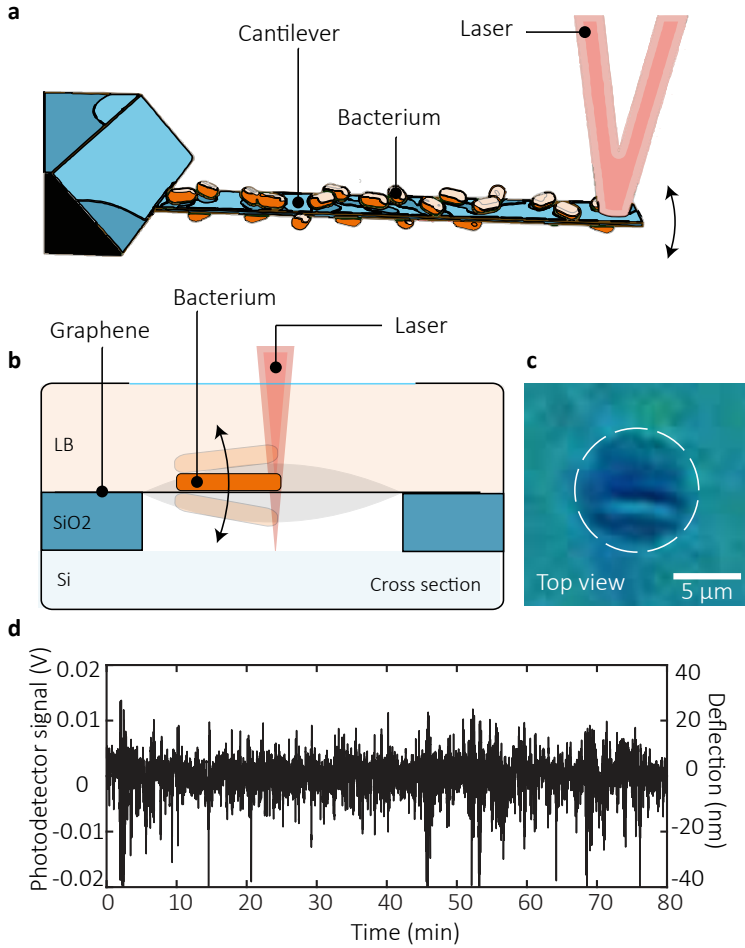 a
Cantilever
Laser
Bacterium
Bacterium
Graphene
Laser
b
c
LB
SiO2
Si
Cross section
Top view
5 μm
d
Photodetector signal (V)
0.02
0.01
0
-0.01
-0.02
40
20
0
-20
-40
Deflection (nm)
0
10
20
30
40
50
60
70
80
Time (min)